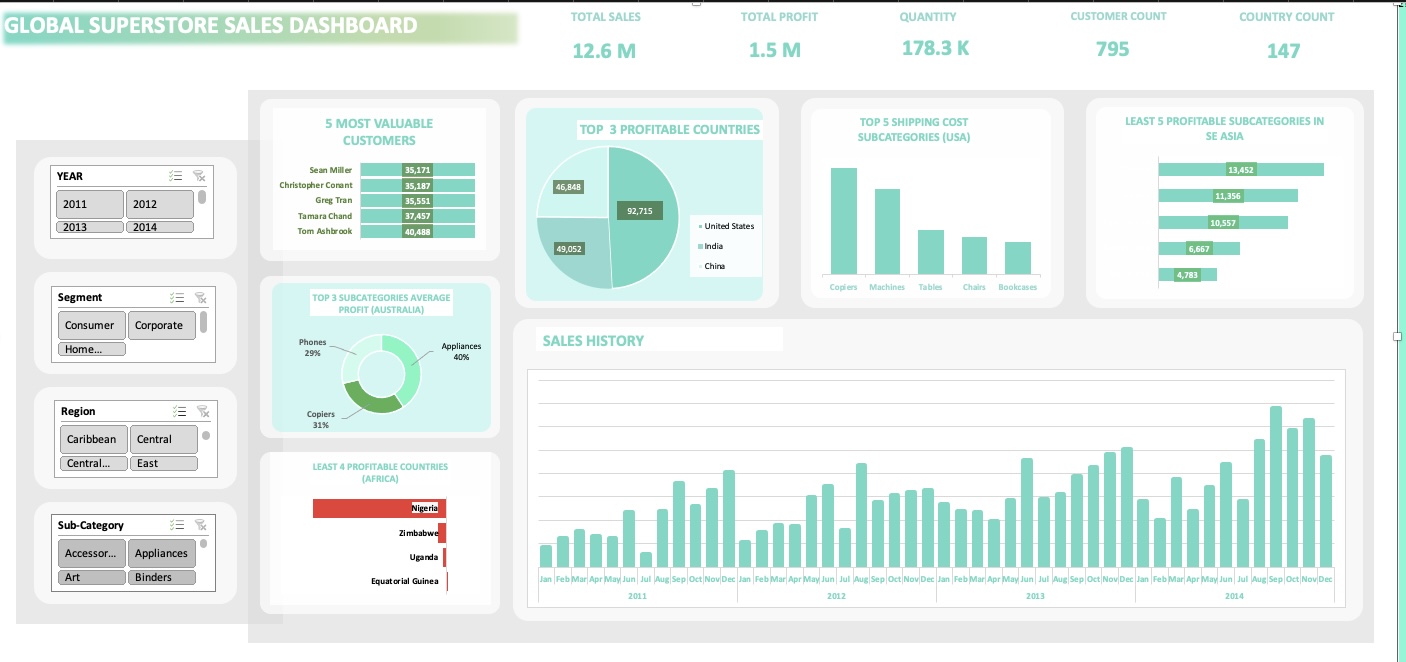 GLOBAL SUPERSTORE SALES DASHBOARD
TOTAL SALES
12.6 M
TOTAL PROFIT
1.5 M
QUANTITY
178.3 K
CUSTOMER COUNT
795
COUNTRY COUNT
147
YEAR
2011
2012
2013
2014
Segment
Consumer
Corporate
Home...
Region
Caribbean
Central
Central...
East
Sub-Category
Accessor...
Appliances
Art
Binders
5 MOST VALUABLE
CUSTOMERS
Sean Miller 35,171
Christopher Conant 35,187
Greg Tran 35,551
Tamara Chand 37,457
Tom Ashbrook 40,488
TOP 3 SUBCATEGORIES AVERAGE
PROFIT (AUSTRALIA)
Phones
29%
Appliances
40%
Copiers
31%
LEAST 4 PROFITABLE COUNTRIES
(AFRICA)
Nigeria
Zimbabwe
Uganda
Equatorial Guinea
TOP 3 PROFITABLE COUNTRIES
46,848
92,715
49,052
United States
India
China
TOP 5 SHIPPING COST
SUBCATEGORIES (USA)
Copiers Machines Tables Chairs Bookcases
LEAST 5 PROFITABLE SUBCATEGORIES IN
SE ASIA
13,452
11,356
10,557
6,667
4,783
SALES HISTORY
Jan Feb Mar Apr May Jun Jul Aug Sep Oct Nov Dec Jan Feb Mar Apr May Jun Jul Aug Sep Oct Nov Dec Jan Feb Mar Apr May Jun Jul Aug Sep Oct Nov Dec Jan Feb Mar Apr May Jun Jul Aug Sep Oct Nov Dec
2011 2012 2013 2014